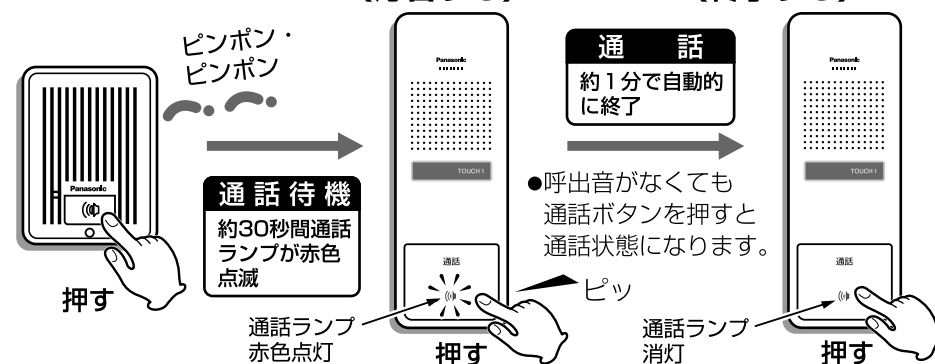 ピンポン・
ピンポン
Panasonic
押す
通話待機
約30秒間通話
ランプが赤色
点滅
Panasonic
TOUCH 1
通話
通話ランプ
赤色点灯
押す
ピッ
通話
約1分で自動的
に終了
●呼出音がなくても
通話ボタンを押すと
通話状態になります。
Panasonic
TOUCH 1
通話
通話ランプ
消灯
押す